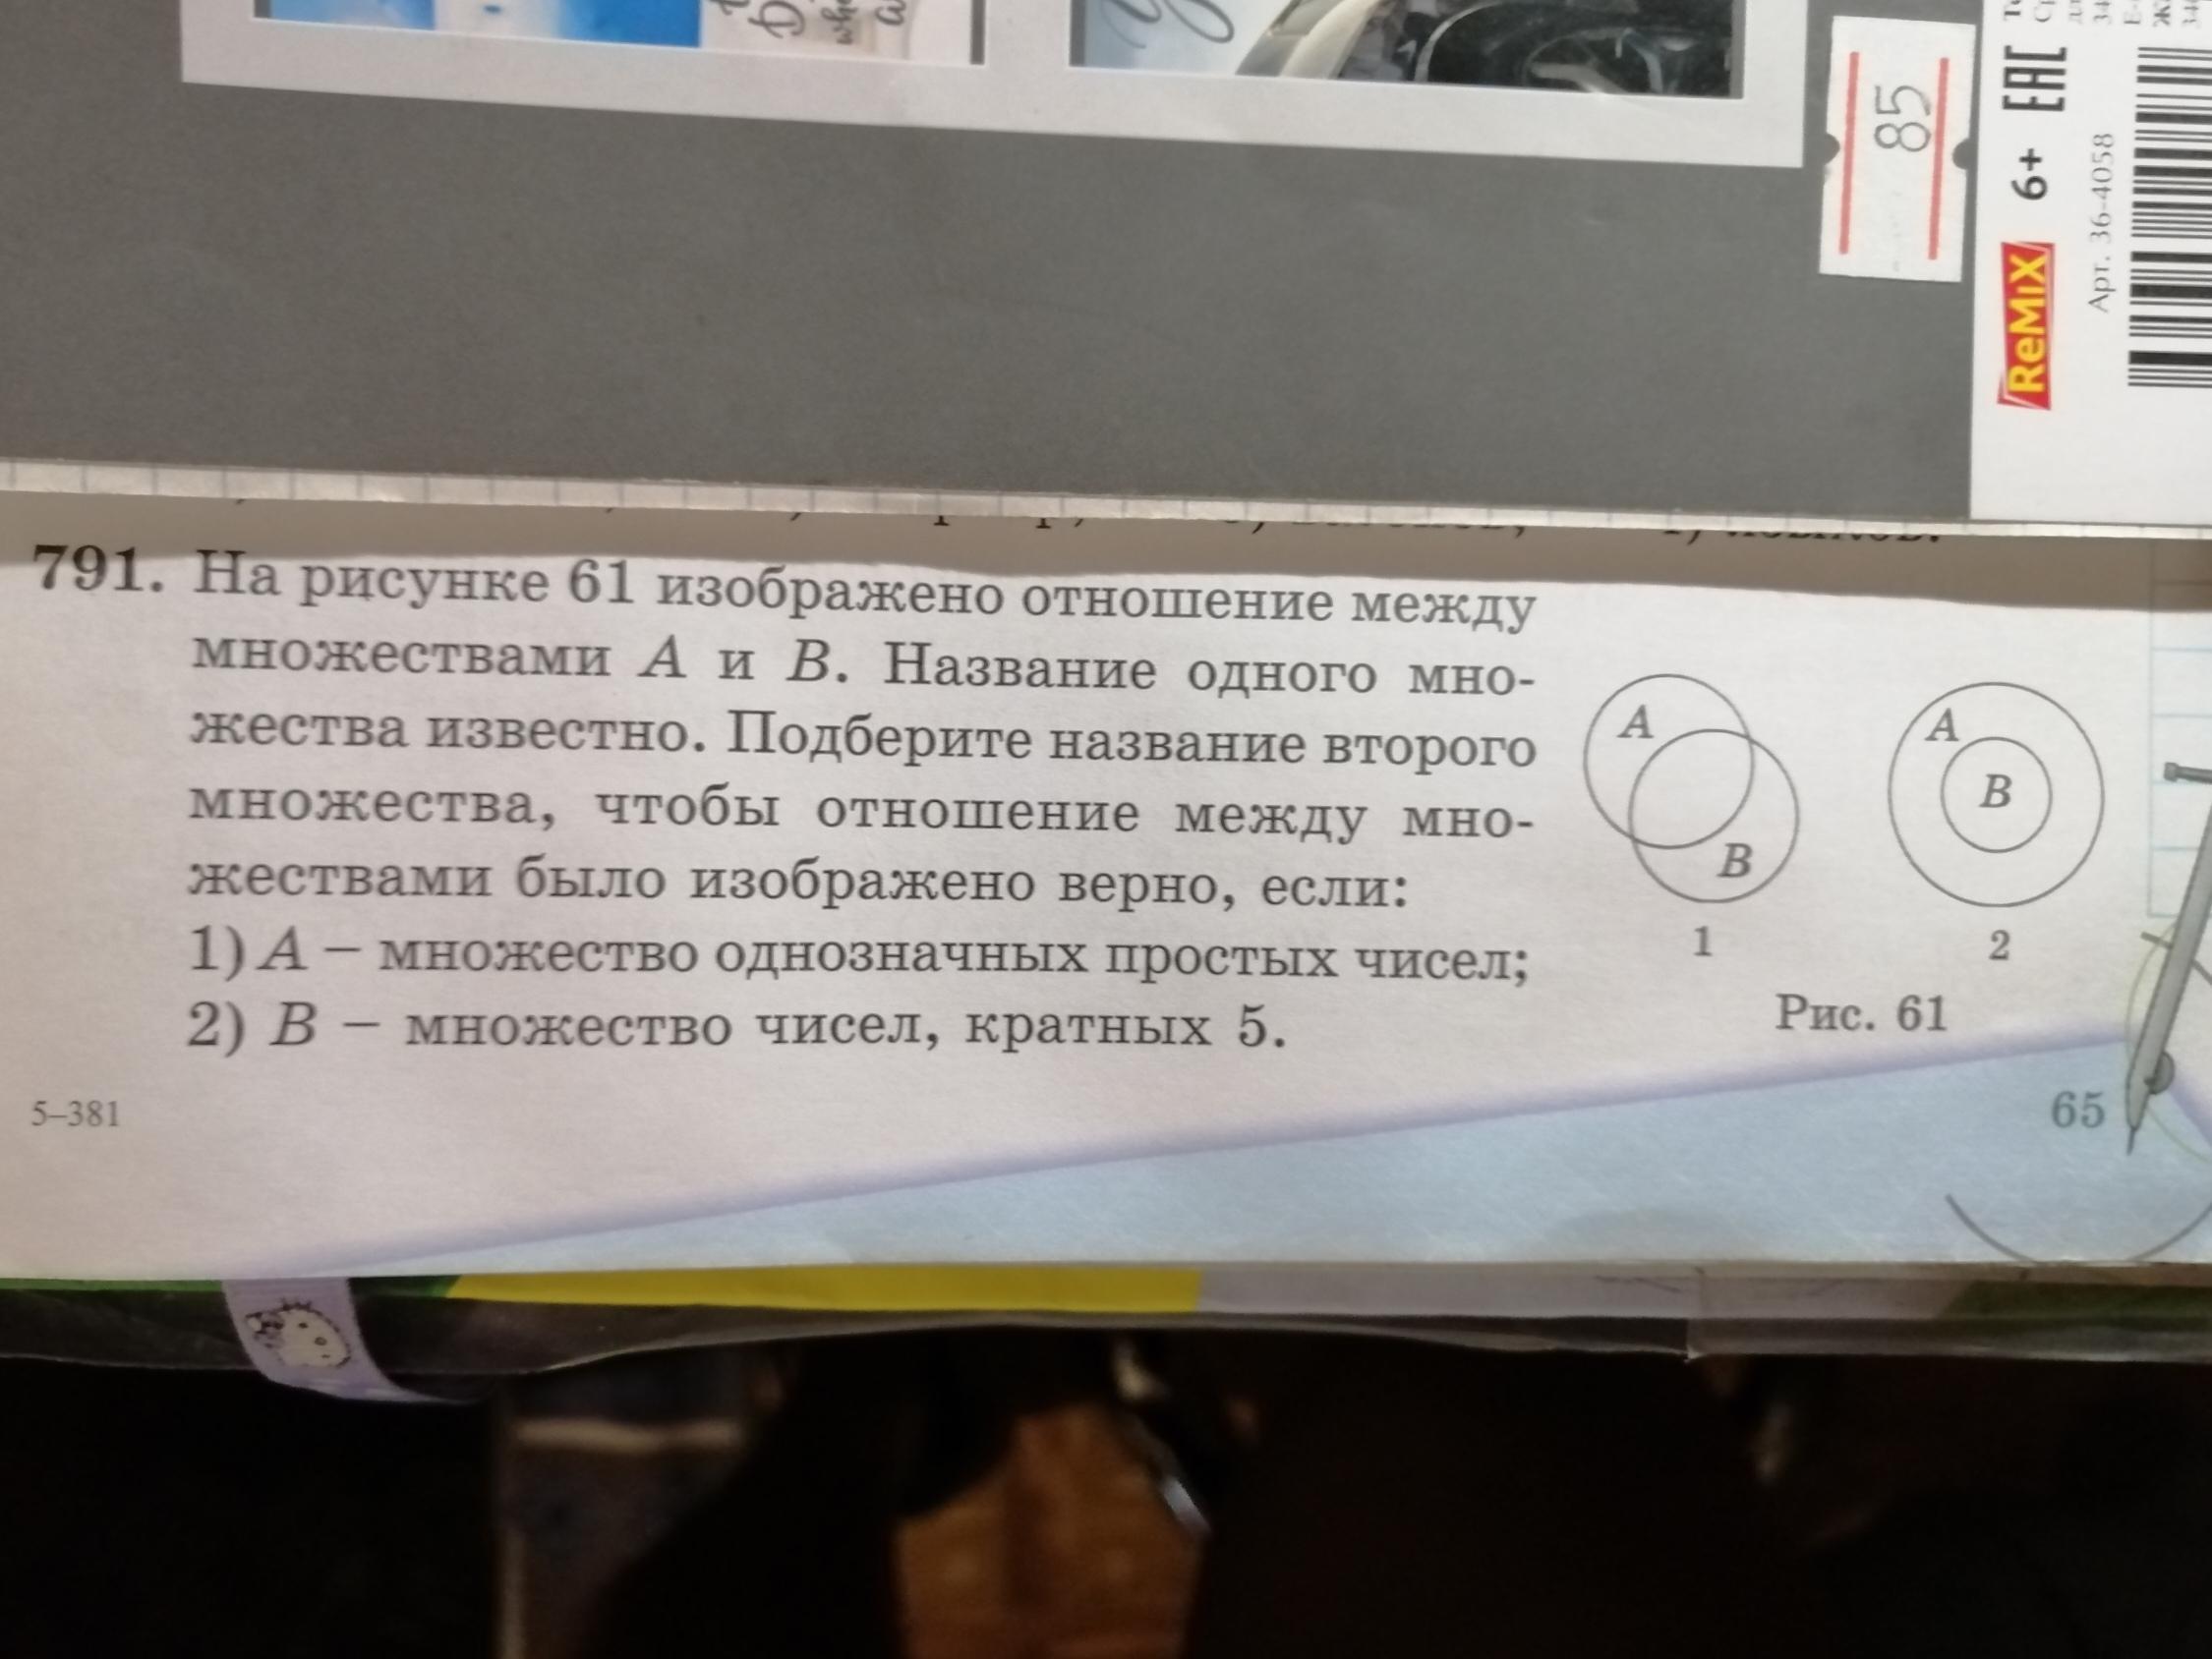 85
6+ ЕАС
ReMiX
Арт. 36-4058
791. На рисунке 61 изображено отношение между
множествами A и B. Название одного мно-
жества известно. Подберите название второго
множества, чтобы отношение между мно-
жествами было изображено верно, если:
1) A – множество однозначных простых чисел;
2) B – множество чисел, кратных 5.
A
B
1
A
B
2
Рис. 61
5–381
65